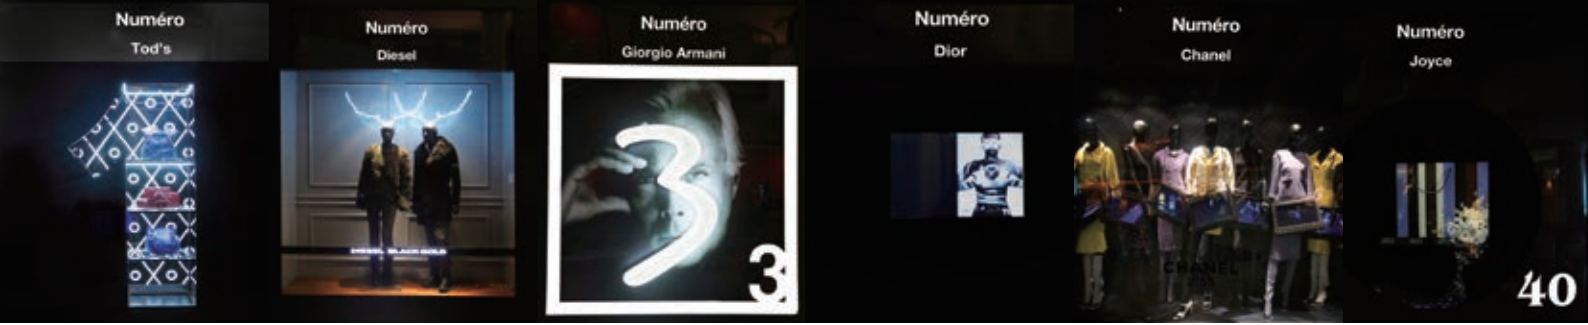 Numéro
Tod's
Numéro
Diesel
DIESEL BLACK GOLD
Numéro
Giorgio Armani
3
3
Numéro
Dior
Numéro
Chanel
CHANEL
Numéro
Joyce
40